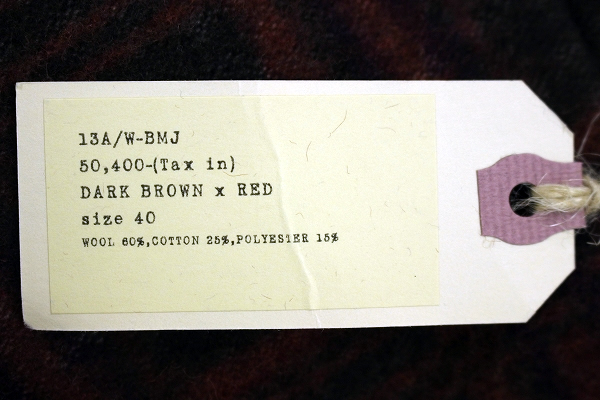 13A/W-BMJ
50,400-(Tax in)
DARK BROWN x RED
size 40
WOOL 60%,COTTON 25%,POLYESTER 15%